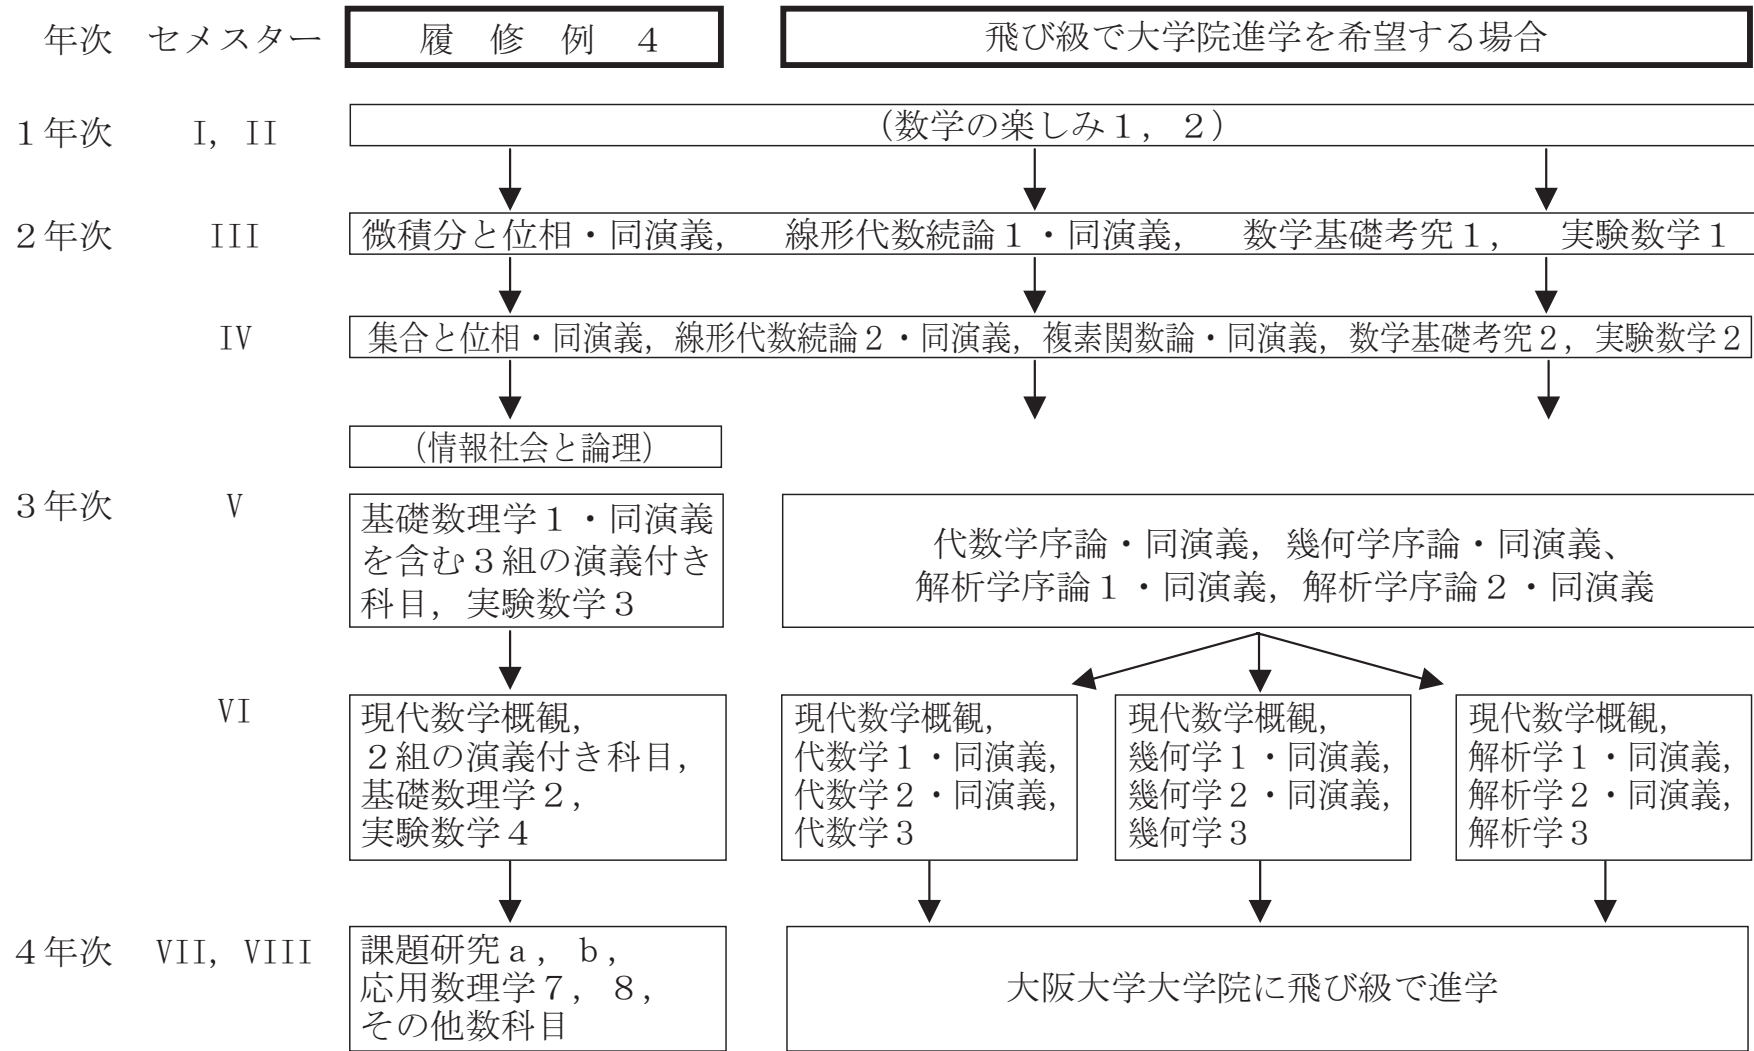 年次 セメスター 履修例 4 飛び級で大学院進学を希望する場合
1年次 I, II (数学の楽しみ1, 2)
2年次 III 微積分と位相・同演義, 線形代数続論1・同演義, 数学基礎考究1, 実験数学1
IV 集合と位相・同演義, 線形代数続論2・同演義, 複素関数論・同演義, 数学基礎考究2, 実験数学2
(情報社会と論理)
3年次 V
基礎数理学1・同演義
を含む3組の演義付き
科目, 実験数学3
代数学序論・同演義, 幾何学序論・同演義、
解析学序論1・同演義, 解析学序論2・同演義
VI
現代数学概観,
2組の演義付き科目,
基礎数理学2,
実験数学4
現代数学概観,
代数学1・同演義,
代数学2・同演義,
代数学3
現代数学概観,
幾何学1・同演義,
幾何学2・同演義,
幾何学3
現代数学概観,
解析学1・同演義,
解析学2・同演義,
解析学3
4年次 VII, VIII
課題研究a, b,
応用数理学7, 8,
その他数科目
大阪大学大学院に飛び級で進学